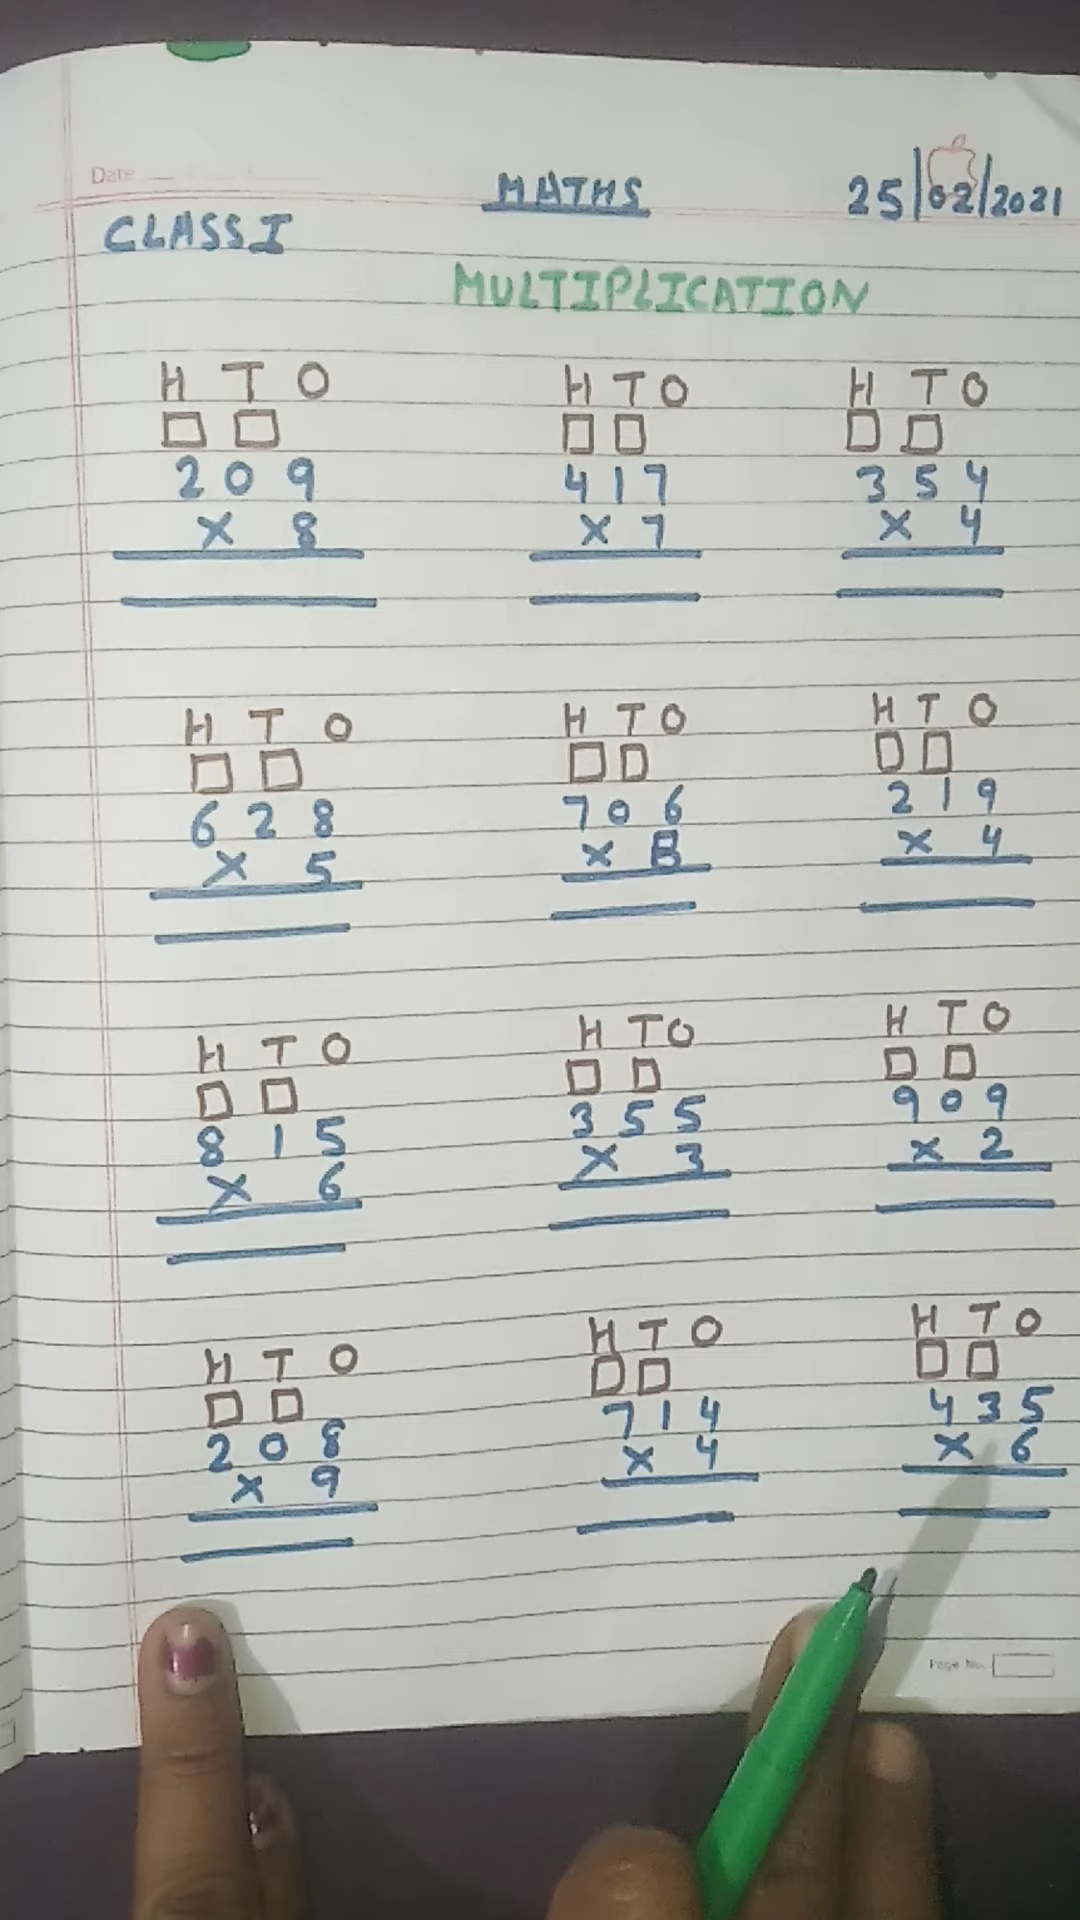 Date
MATHS
25/02/2021
CLASS I
MULTIPLICATION
H T O H T O H T O
2 0 9 4 1 7 3 5 4
× 8 × 7 × 4
H T O H T O H T O
6 2 8 7 0 6 2 1 9
× 5 × 8 × 4
H T O H T O H T O
8 1 5 3 5 5 9 0 9
× 6 × 3 × 2
H T O H T O H T O
2 0 8 7 1 4 4 3 5
× 9 × 4 × 6
Page No.